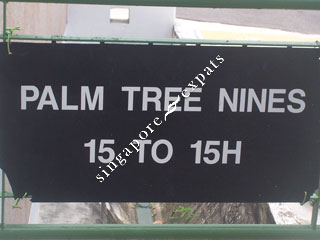 PALM TREE NINES
15 TO 15H
singapore expats